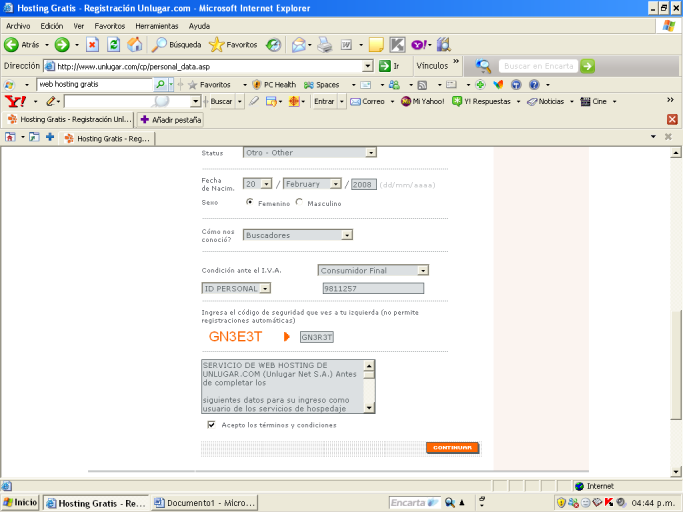 Hosting Gratis - Registración Unlugar.com - Microsoft Internet Explorer
Archivo Edición Ver Favoritos Herramientas Ayuda
Atrás Búsqueda Favoritos
Dirección http://www.unlugar.com/cp/personal_data.asp Ir Vínculos » Buscar en Encarta
web hosting gratis Favoritos PC Health Spaces
Y! Buscar Entrar Correo Mi Yahoo! Y! Respuestas Noticias Cine »
Hosting Gratis - Registración Unl... Añadir pestaña
Hosting Gratis - Reg...
Status Otro - Other
Fecha
de Nacim. 20 / February / 2008 (dd/mm/aaaa)
Sexo Femenino Masculino
Cómo nos
conoció? Buscadores
Condición ante el I.V.A. Consumidor Final
ID PERSONAL 9811257
Ingresa el código de seguridad que ves a tu izquierda (no permite
registraciones automáticas)
GN3E3T GN3R3T
SERVICIO DE WEB HOSTING DE
UNLUGAR.COM (Unlugar Net S.A.) Antes
de completar los
siguientes datos para su ingreso como
usuario de los servicios de hospedaje
Acepto los términos y condiciones
CONTINUAR
Internet
Inicio Hosting Gratis - Re... Documento1 - Micro... Encarta 04:44 p.m.